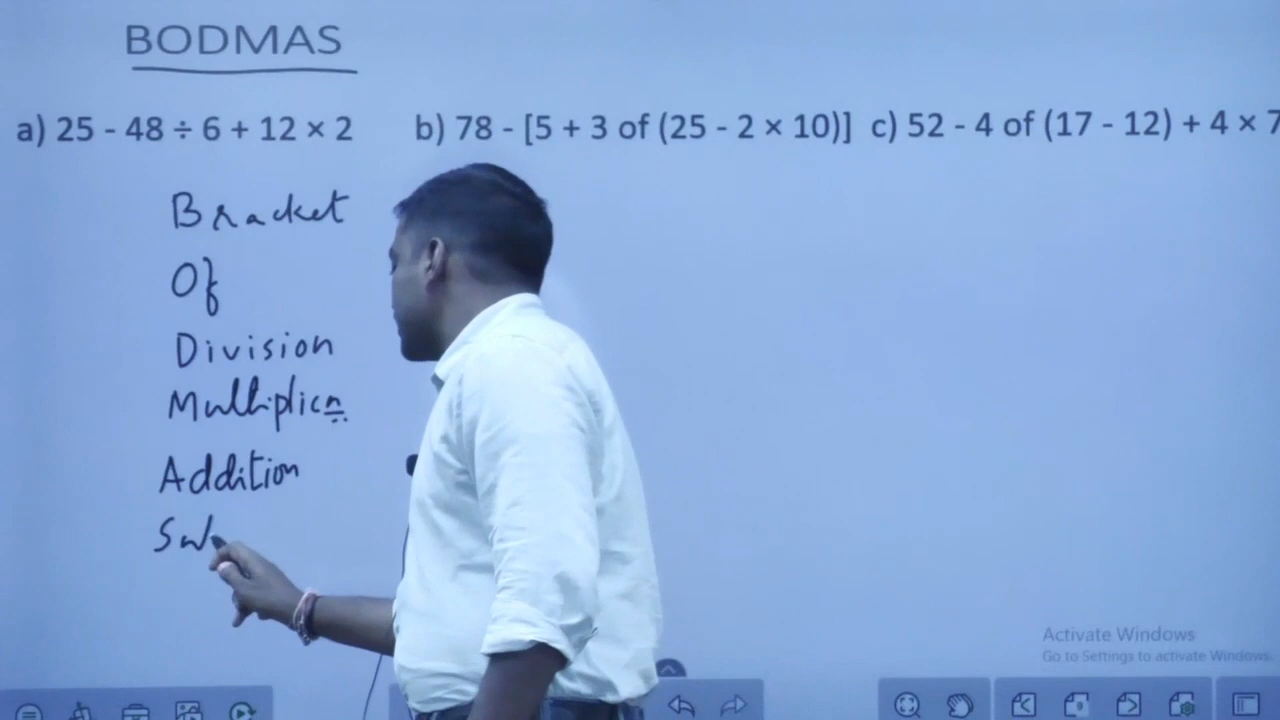 BODMAS
a) 25 - 48 ÷ 6 + 12 × 2 b) 78 - [5 + 3 of (25 - 2 × 10)] c) 52 - 4 of (17 - 12) + 4 × 7
Bracket
Of
Division
Multiplicn
Addition
Sub
Activate Windows
Go to Settings to activate Windows.